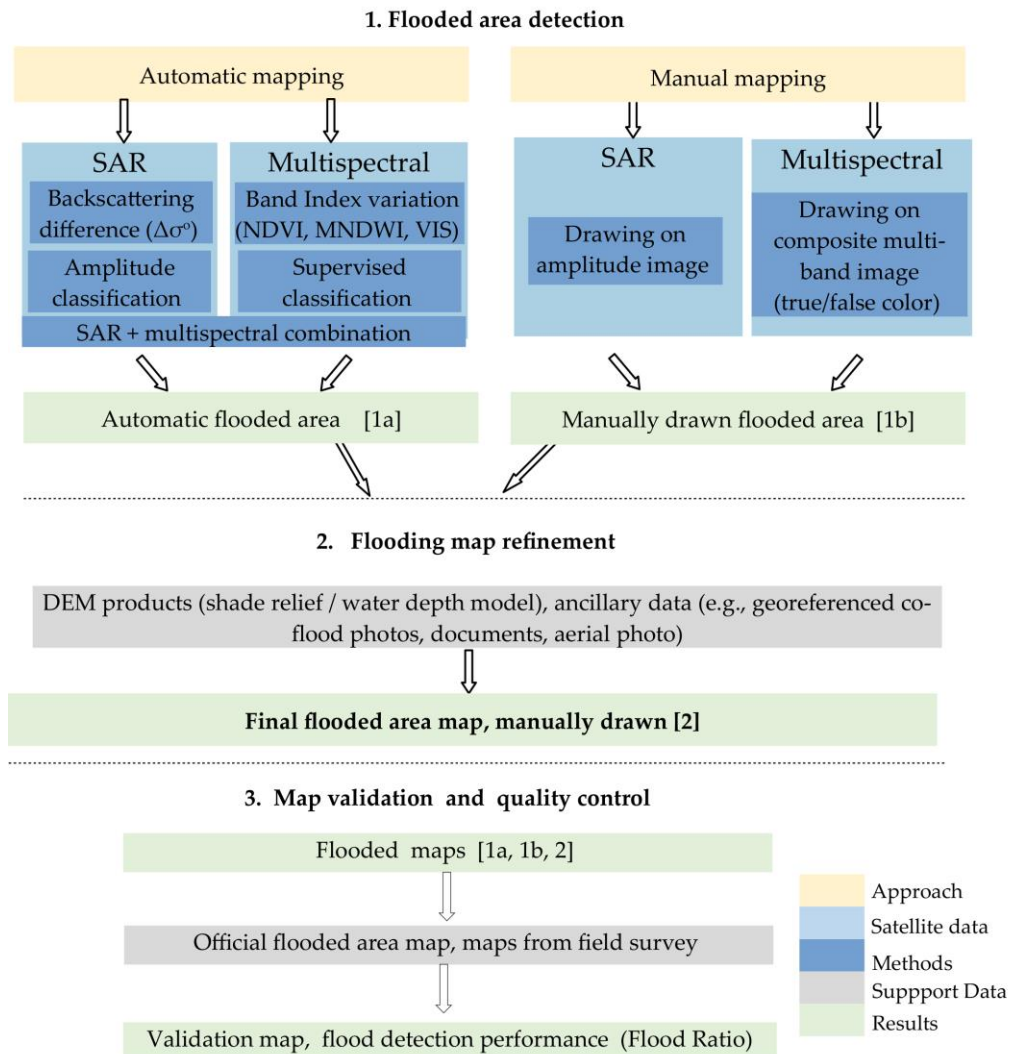 1. Flooded area detection
Automatic mapping
Manual mapping
SAR
Multispectral
Backscattering
difference (Δσº)
Band Index variation
(NDVI, MNDWI, VIS)
Amplitude
classification
Supervised
classification
SAR + multispectral combination
SAR
Multispectral
Drawing on
amplitude image
Drawing on
composite multi-
band image
(true/false color)
Automatic flooded area [1a]
Manually drawn flooded area [1b]
2. Flooding map refinement
DEM products (shade relief / water depth model), ancillary data (e.g., georeferenced co-
flood photos, documents, aerial photo)
Final flooded area map, manually drawn [2]
3. Map validation and quality control
Flooded maps [1a, 1b, 2]
Official flooded area map, maps from field survey
Validation map, flood detection performance (Flood Ratio)
Approach
Satellite data
Methods
Suppport Data
Results